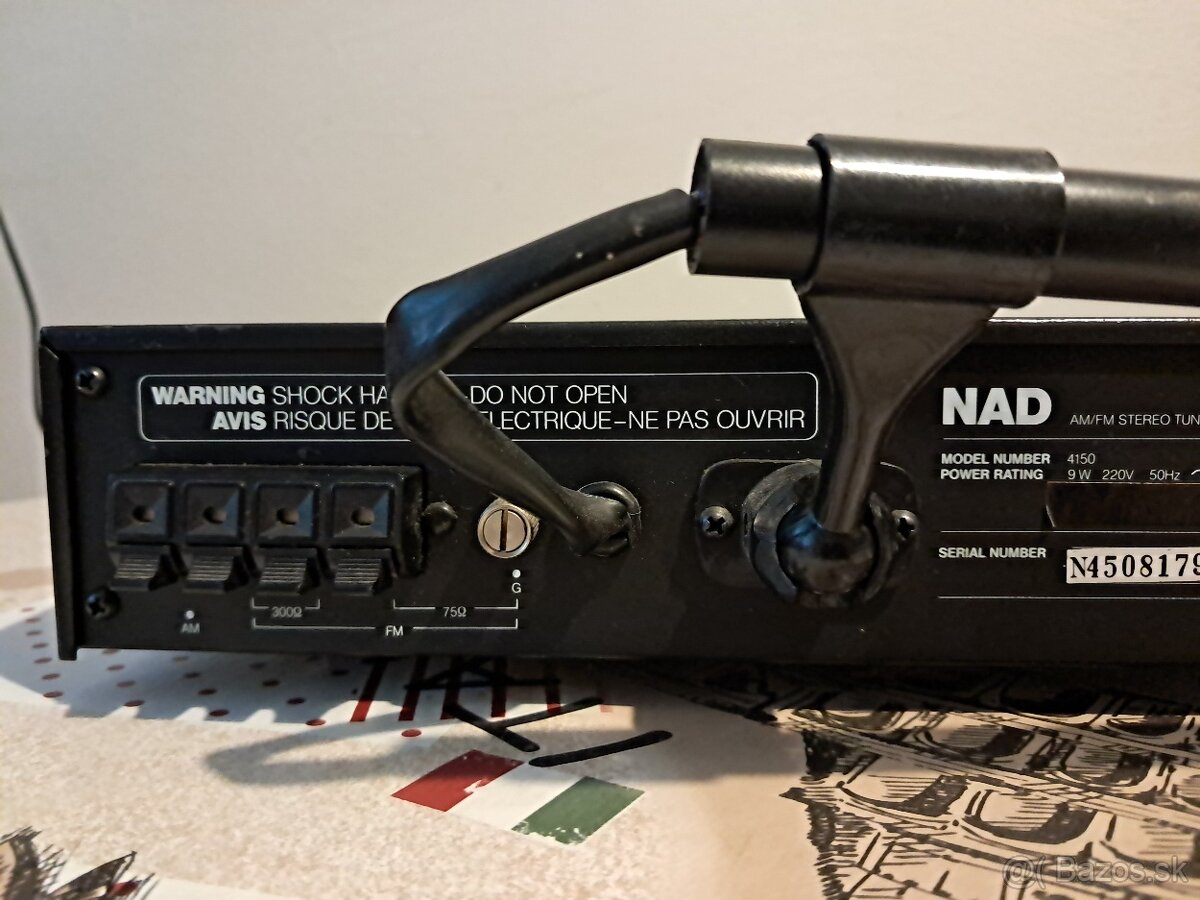 WARNING SHOCK HA -DO NOT OPEN
AVIS RISQUE DE ELECTRIQUE-NE PAS OUVRIR
NAD AM/FM STEREO TUN
MODEL NUMBER 4150
POWER RATING 9 W 220V 50Hz
SERIAL NUMBER N4508179
G
AM 300Ω 75Ω
FM
@( Bazos.sk